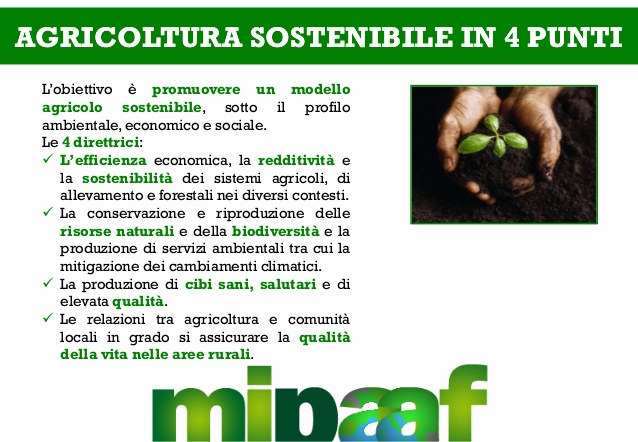 AGRICOLTURA SOSTENIBILE IN 4 PUNTI
L'obiettivo è promuovere un modello
agricolo sostenibile, sotto il profilo
ambientale, economico e sociale.
Le 4 direttrici:
✓ L'efficienza economica, la redditività e
la sostenibilità dei sistemi agricoli, di
allevamento e forestali nei diversi contesti.
✓ La conservazione e riproduzione delle
risorse naturali e della biodiversità e la
produzione di servizi ambientali tra cui la
mitigazione dei cambiamenti climatici.
✓ La produzione di cibi sani, salutari e di
elevata qualità.
✓ Le relazioni tra agricoltura e comunità
locali in grado si assicurare la qualità
della vita nelle aree rurali.
mipaaf